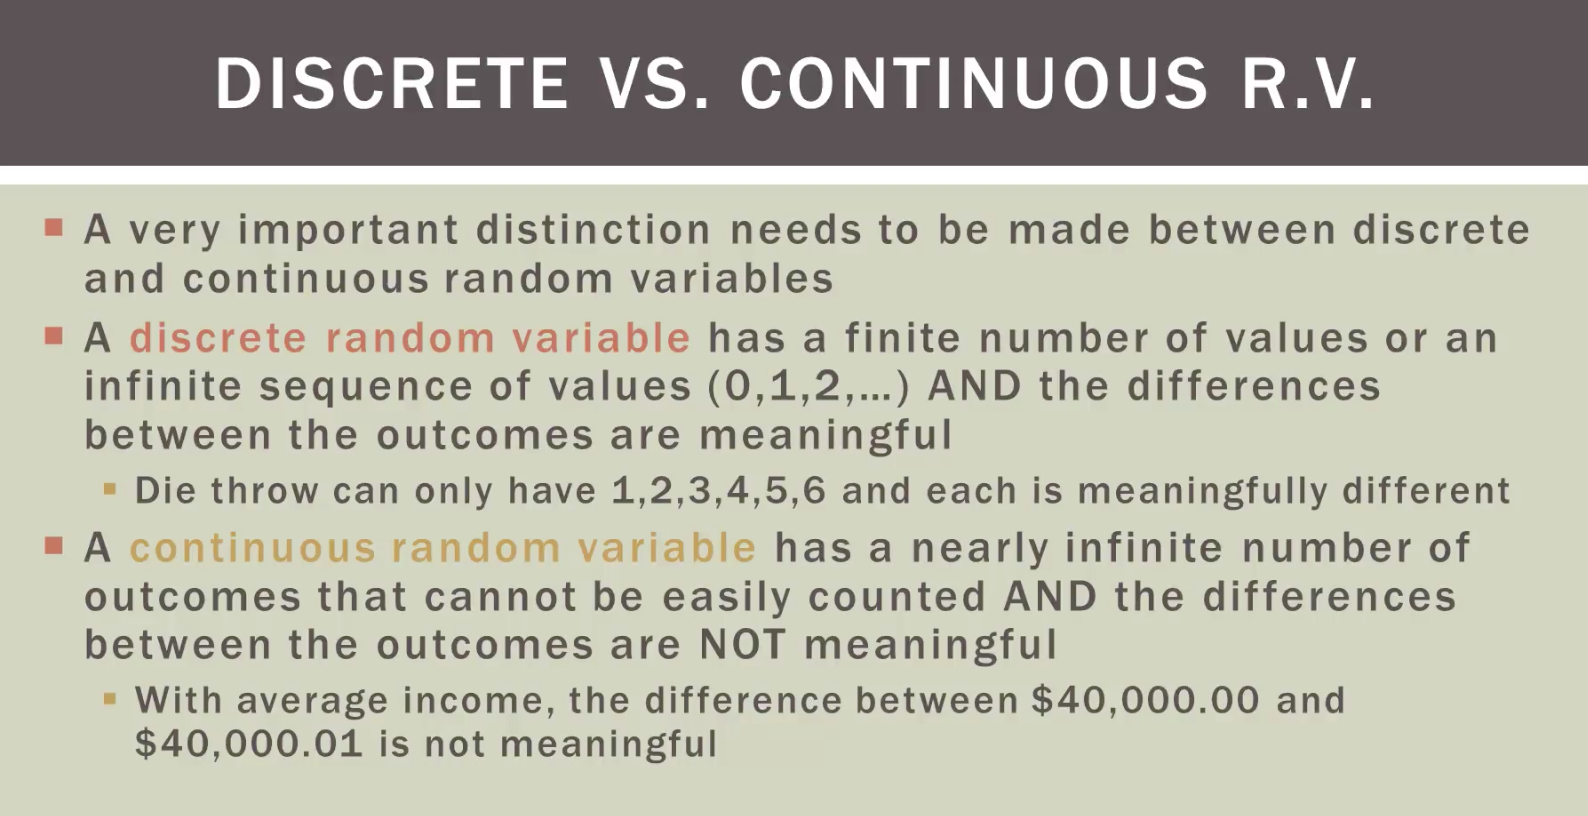 DISCRETE VS. CONTINUOUS R.V.
A very important distinction needs to be made between discrete
and continuous random variables
A discrete random variable has a finite number of values or an
infinite sequence of values (0,1,2,…) AND the differences
between the outcomes are meaningful
Die throw can only have 1,2,3,4,5,6 and each is meaningfully different
A continuous random variable has a nearly infinite number of
outcomes that cannot be easily counted AND the differences
between the outcomes are NOT meaningful
With average income, the difference between $40,000.00 and
$40,000.01 is not meaningful